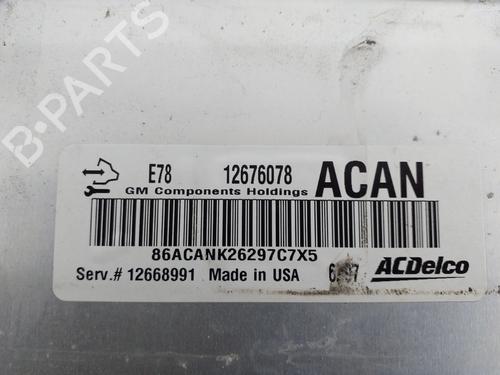 B-PARTS
E78 12676078 ACAN
GM Components Holdings
86ACANK26297C7X5
Serv.# 12668991 Made in USA ACDelco